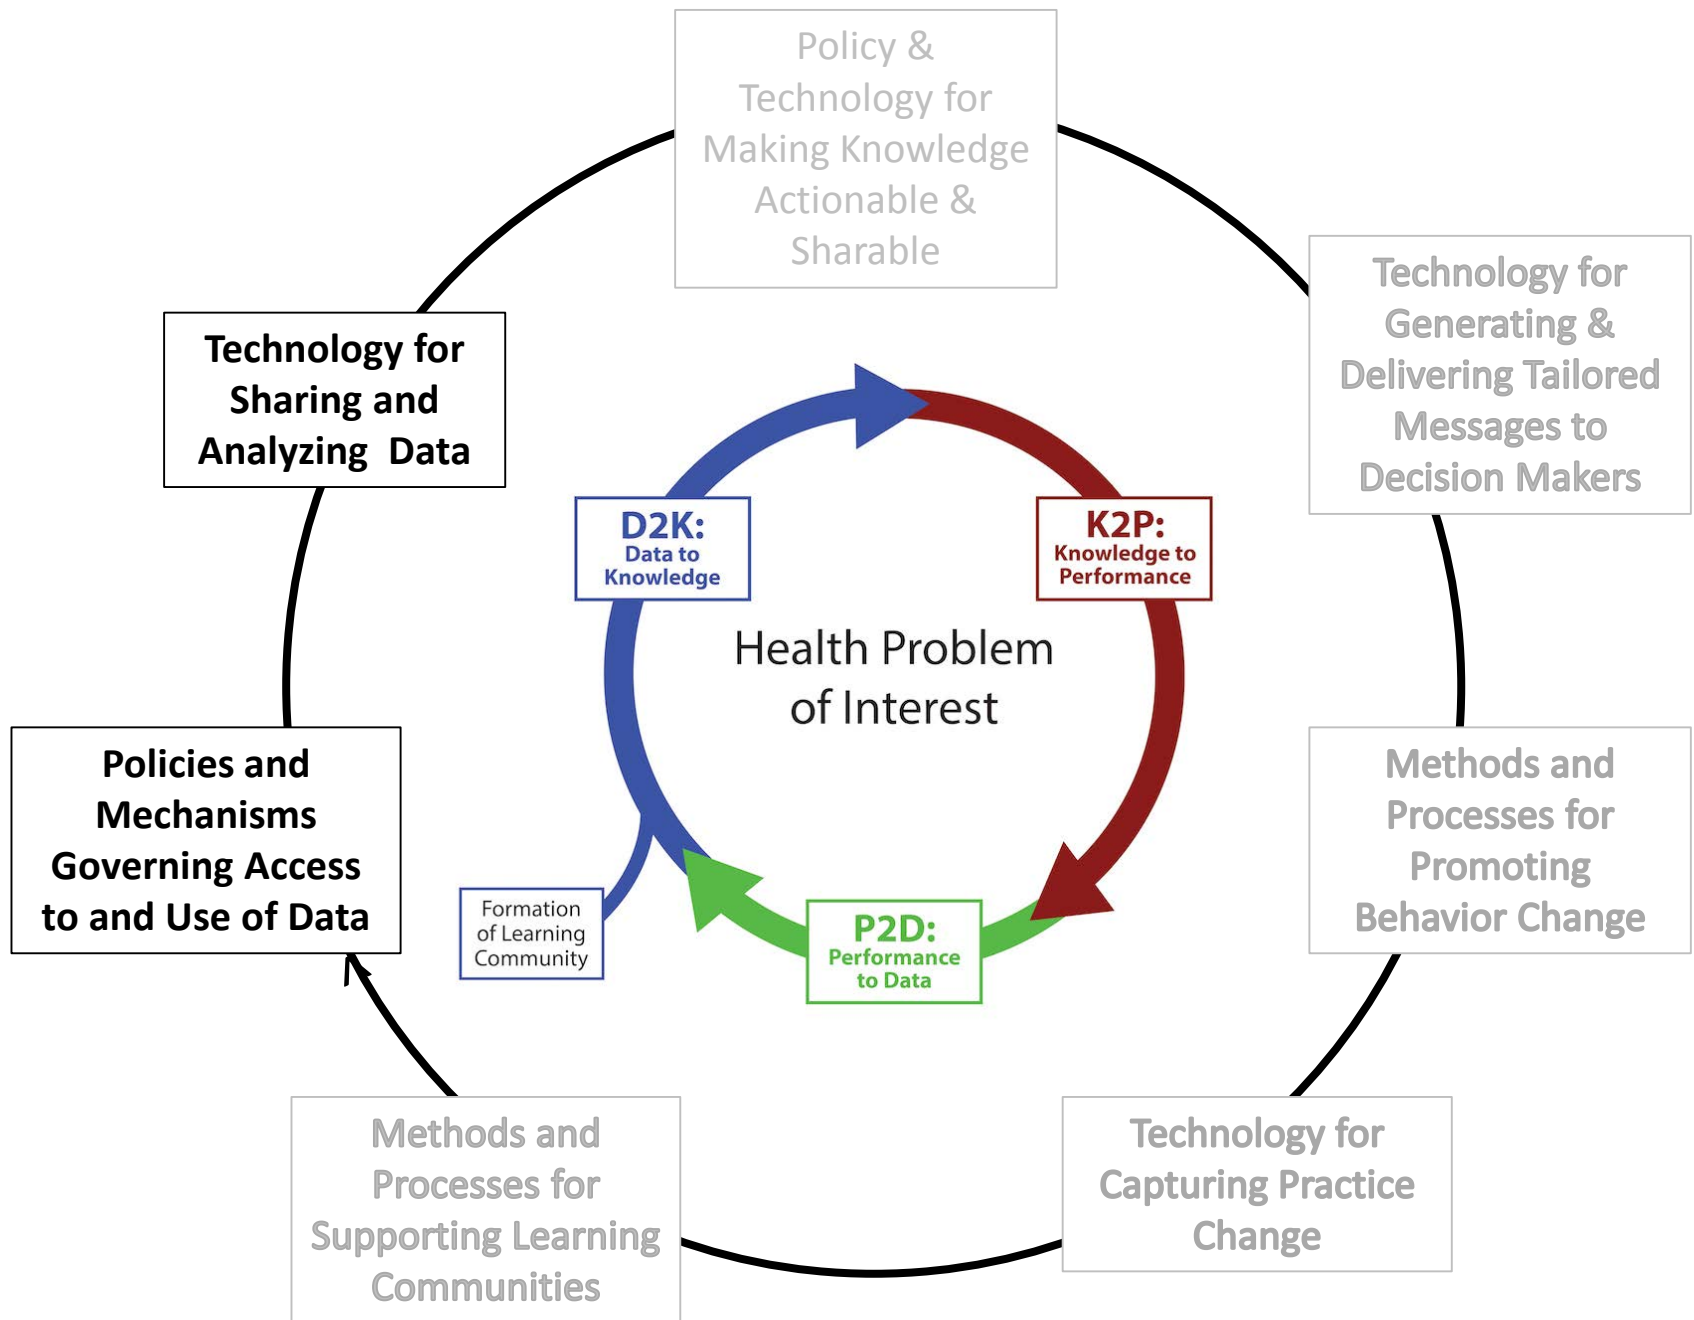 Policy &
Technology for
Making Knowledge
Actionable &
Sharable
Technology for
Generating &
Delivering Tailored
Messages to
Decision Makers
Technology for
Sharing and
Analyzing  Data
D2K:
Data to
Knowledge
K2P:
Knowledge to
Performance
Health Problem
of Interest
Policies and
Mechanisms
Governing Access
to and Use of Data
Methods and
Processes for
Promoting
Behavior Change
Formation
of Learning
Community
P2D:
Performance
to Data
Methods and
Processes for
Supporting Learning
Communities
Technology for
Capturing Practice
Change